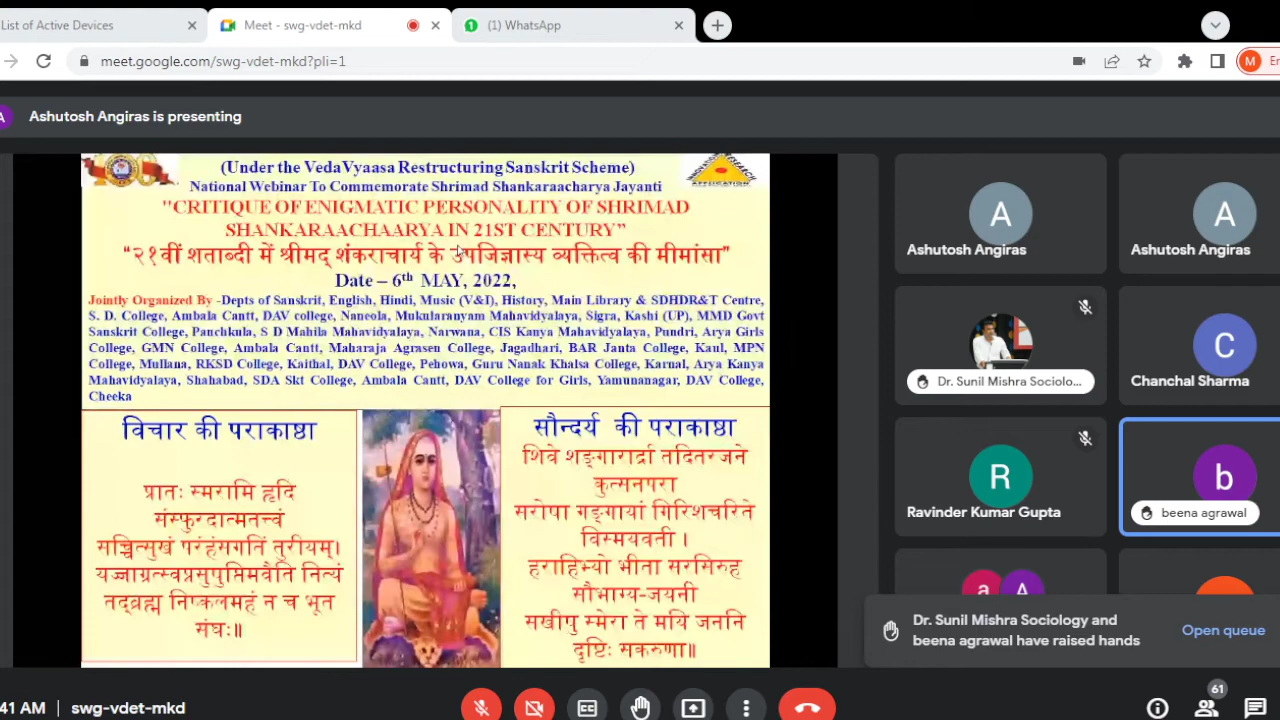 List of Active Devices
Meet - swg-vdet-mkd
(1) WhatsApp
meet.google.com/swg-vdet-mkd?pli=1
M
A
Ashutosh Angiras is presenting
(Under the VedaVyaasa Restructuring Sanskrit Scheme)
National Webinar To Commemorate Shrimad Shankaraacharya Jayanti
"CRITIQUE OF ENIGMATIC PERSONALITY OF SHRIMAD
SHANKARAACHAARYA IN 21ST CENTURY”
“२१वीं शताब्दी में श्रीमद् शंकराचार्य के उपजिज्ञास्य व्यक्तित्व की मीमांसा”
Date – 6th MAY, 2022,
Jointly Organized By -Depts of Sanskrit, English, Hindi, Music (V&I), History, Main Library & SDHDR&T Centre,
S. D. College, Ambala Cantt, DAV college, Naneola, Mukularanyam Mahavidyalaya, Sigra, Kashi (UP), MMD Govt
Sanskrit College, Panchkula, S D Mahila Mahavidyalaya, Narwana, CIS Kanya Mahavidyalaya, Pundri, Arya Girls
College, GMN College, Ambala Cantt, Maharaja Agrasen College, Jagadhari, BAR Janta College, Kaul, MPN
College, Mullana, RKSD College, Kaithal, DAV College, Pehowa, Guru Nanak Khalsa College, Karnal, Arya Kanya
Mahavidyalaya, Shahabad, SDA Skt College, Ambala Cantt, DAV College for Girls, Yamunanagar, DAV College,
Cheeka
विचार की पराकाष्ठा
प्रातः स्मरामि हृदि
संस्फुरदात्मतत्त्वं
सच्चित्सुखं परंहंसगतिं तुरीयम्।
यज्जाग्रत्स्वप्नसुषुप्तिमवैति नित्यं
तद्ब्रह्म निष्कलमहं न च भूत
संघः॥
सौन्दर्य की पराकाष्ठा
शिवे शङ्गारार्द्रा तदितरजने
कुत्सनपरा
सरोषा गङ्गायां गिरिशचरिते
विस्मयवती ।
हराहिभ्यो भीता सरसिरुह
सौभाग्य-जयनी
सखीषु स्मेरा ते मयि जननि
दृष्टिः सकरुणा॥
A
Ashutosh Angiras
A
Ashutosh Angiras
Dr. Sunil Mishra Sociolo...
C
Chanchal Sharma
R
Ravinder Kumar Gupta
b
beena agrawal
a
A
Dr. Sunil Mishra Sociology and
beena agrawal have raised hands
Open queue
41 AM
swg-vdet-mkd
61